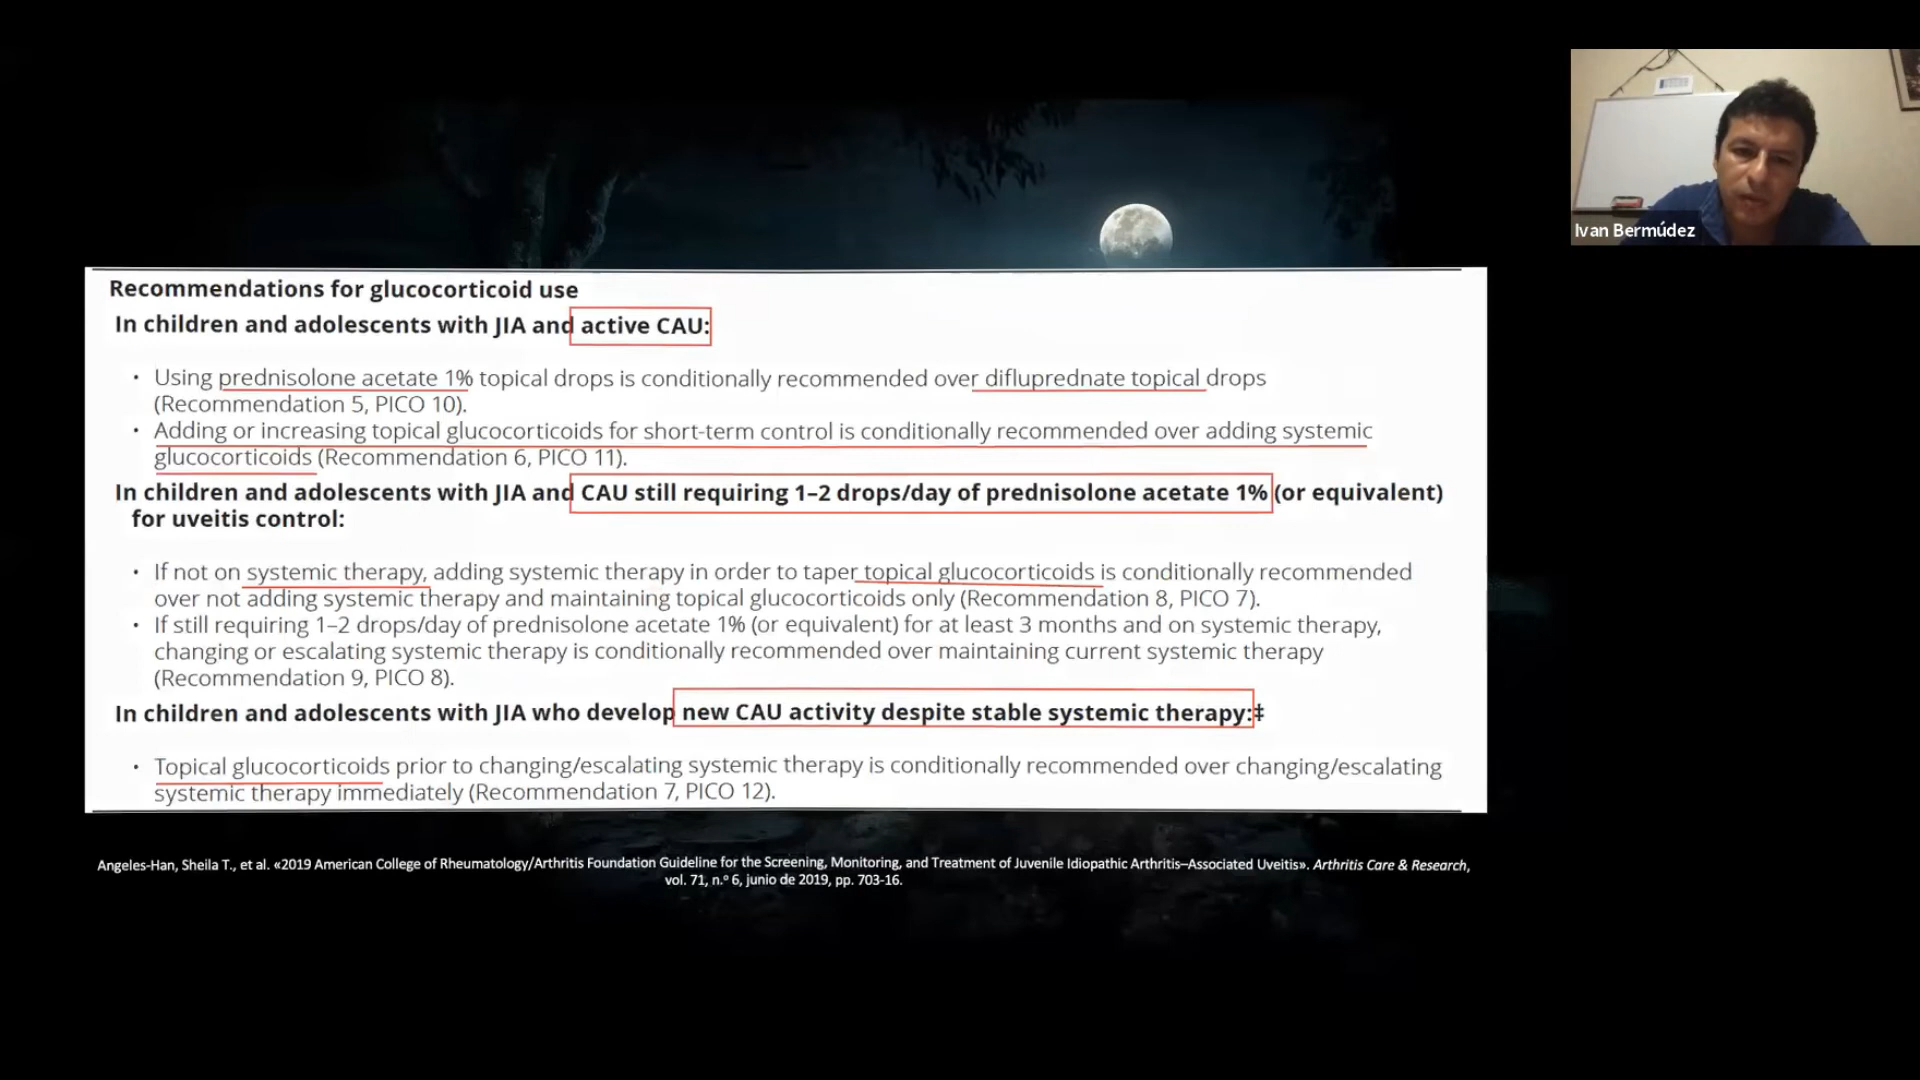 Ivan Bermúdez
Recommendations for glucocorticoid use
In children and adolescents with JIA and active CAU:
• Using prednisolone acetate 1% topical drops is conditionally recommended over difluprednate topical drops
(Recommendation 5, PICO 10).
• Adding or increasing topical glucocorticoids for short-term control is conditionally recommended over adding systemic
glucocorticoids (Recommendation 6, PICO 11).
In children and adolescents with JIA and CAU still requiring 1–2 drops/day of prednisolone acetate 1% (or equivalent)
for uveitis control:
• If not on systemic therapy, adding systemic therapy in order to taper topical glucocorticoids is conditionally recommended
over not adding systemic therapy and maintaining topical glucocorticoids only (Recommendation 8, PICO 7).
• If still requiring 1–2 drops/day of prednisolone acetate 1% (or equivalent) for at least 3 months and on systemic therapy,
changing or escalating systemic therapy is conditionally recommended over maintaining current systemic therapy
(Recommendation 9, PICO 8).
In children and adolescents with JIA who develop new CAU activity despite stable systemic therapy:‡
• Topical glucocorticoids prior to changing/escalating systemic therapy is conditionally recommended over changing/escalating
systemic therapy immediately (Recommendation 7, PICO 12).
Angeles-Han, Sheila T., et al. «2019 American College of Rheumatology/Arthritis Foundation Guideline for the Screening, Monitoring, and Treatment of Juvenile Idiopathic Arthritis–Associated Uveitis». Arthritis Care & Research,
vol. 71, n.º 6, junio de 2019, pp. 703-16.